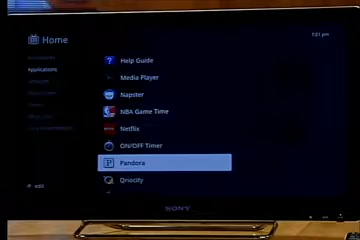 Home
7:51 pm
Applications
Help Guide
Media Player
Napster
NBA Game Time
Netflix
ON/OFF Timer
Pandora
Qriocity
edit
SONY